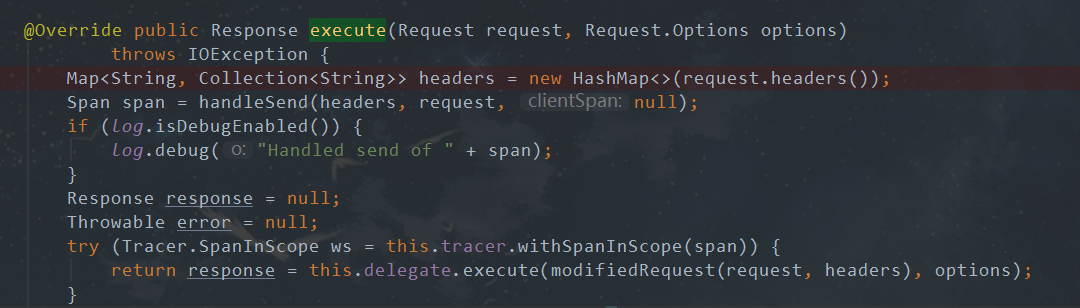 @Override public Response execute(Request request, Request.Options options)
throws IOException {
Map<String, Collection<String>> headers = new HashMap<>(request.headers());
Span span = handleSend(headers, request, clientSpan: null);
if (log.isDebugEnabled()) {
log.debug( o: "Handled send of " + span);
}
Response response = null;
Throwable error = null;
try (Tracer.SpanInScope ws = this.tracer.withSpanInScope(span)) {
return response = this.delegate.execute(modifiedRequest(request, headers), options);
}